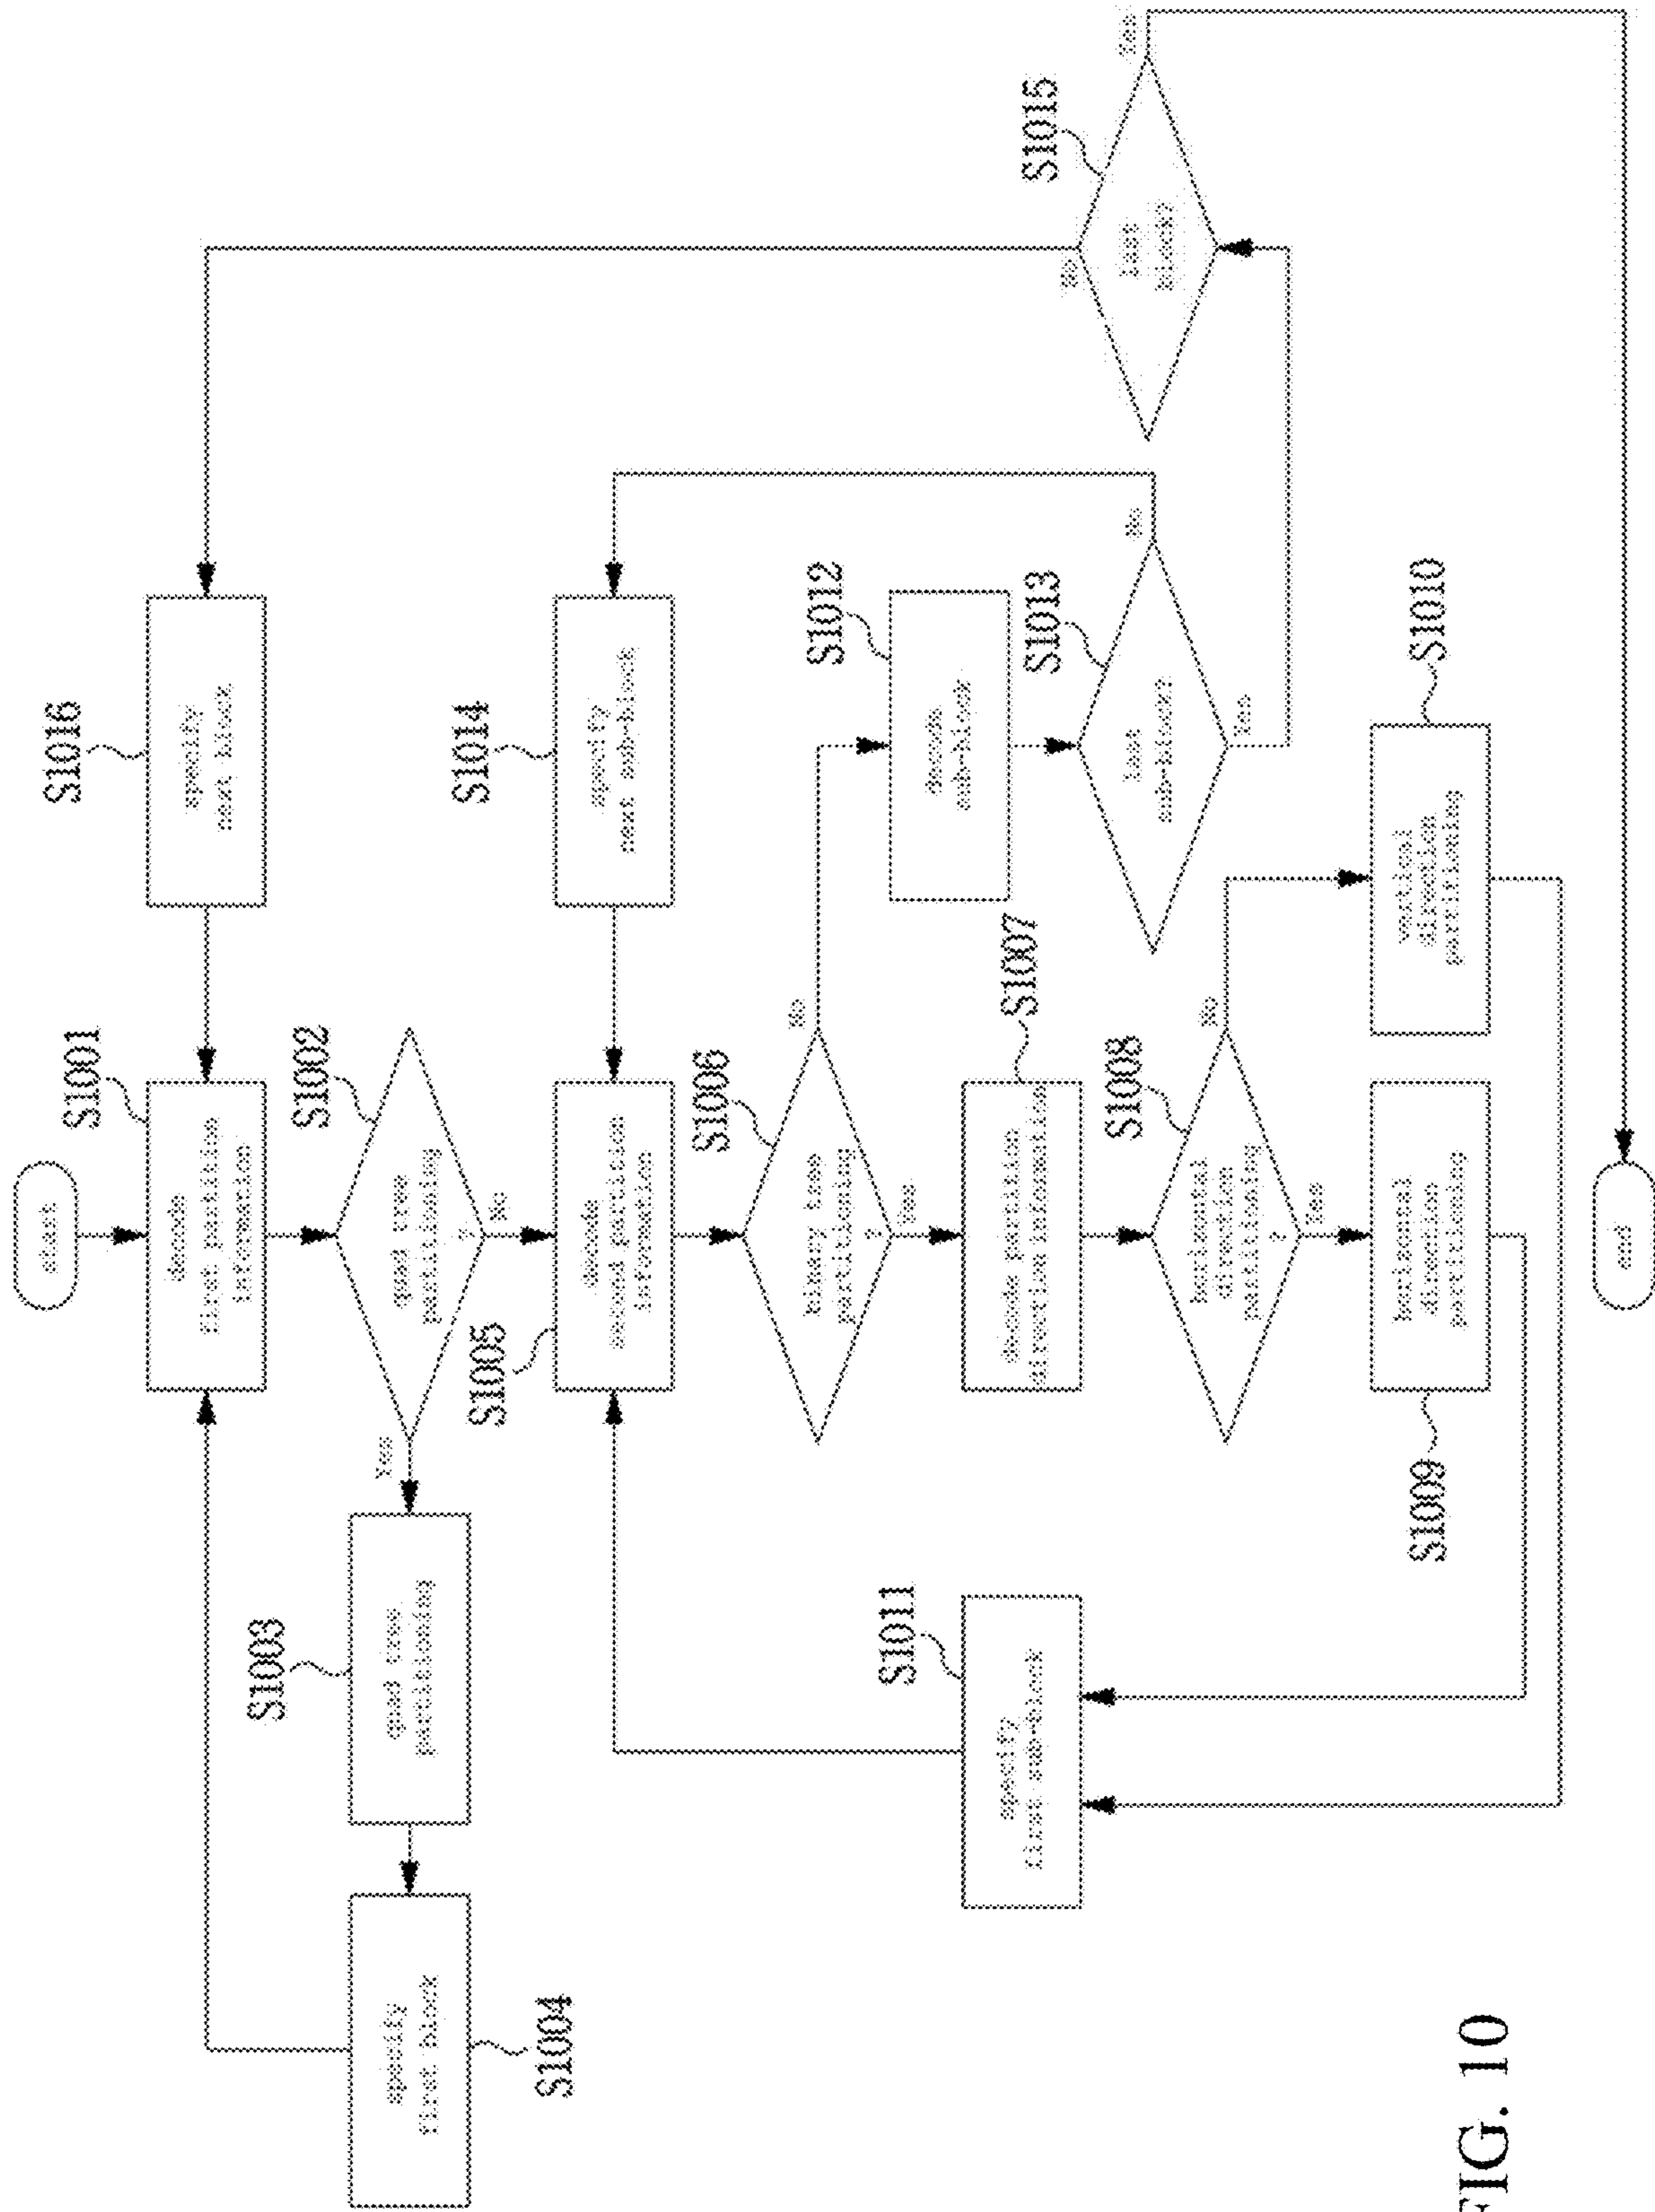 start
S1001
decode
first partition
information
S1016
specify
next block
S1002
quad tree
partitioning
?
Yes
No
S1003
quad tree
partitioning
S1004
specify
first block
S1005
decode
second partition
information
S1014
specify
next sub-block
S1006
binary tree
partitioning
?
No
Yes
S1012
decode
sub-block
S1007
decode partition
direction information
S1011
specify
first sub-block
S1013
last
sub-block?
No
Yes
S1015
last
block?
No
Yes
S1008
horizontal
direction
partitioning
?
No
Yes
S1009
horizonal
direction
partitioning
S1010
vertical
direction
partitioning
end
FIG. 10